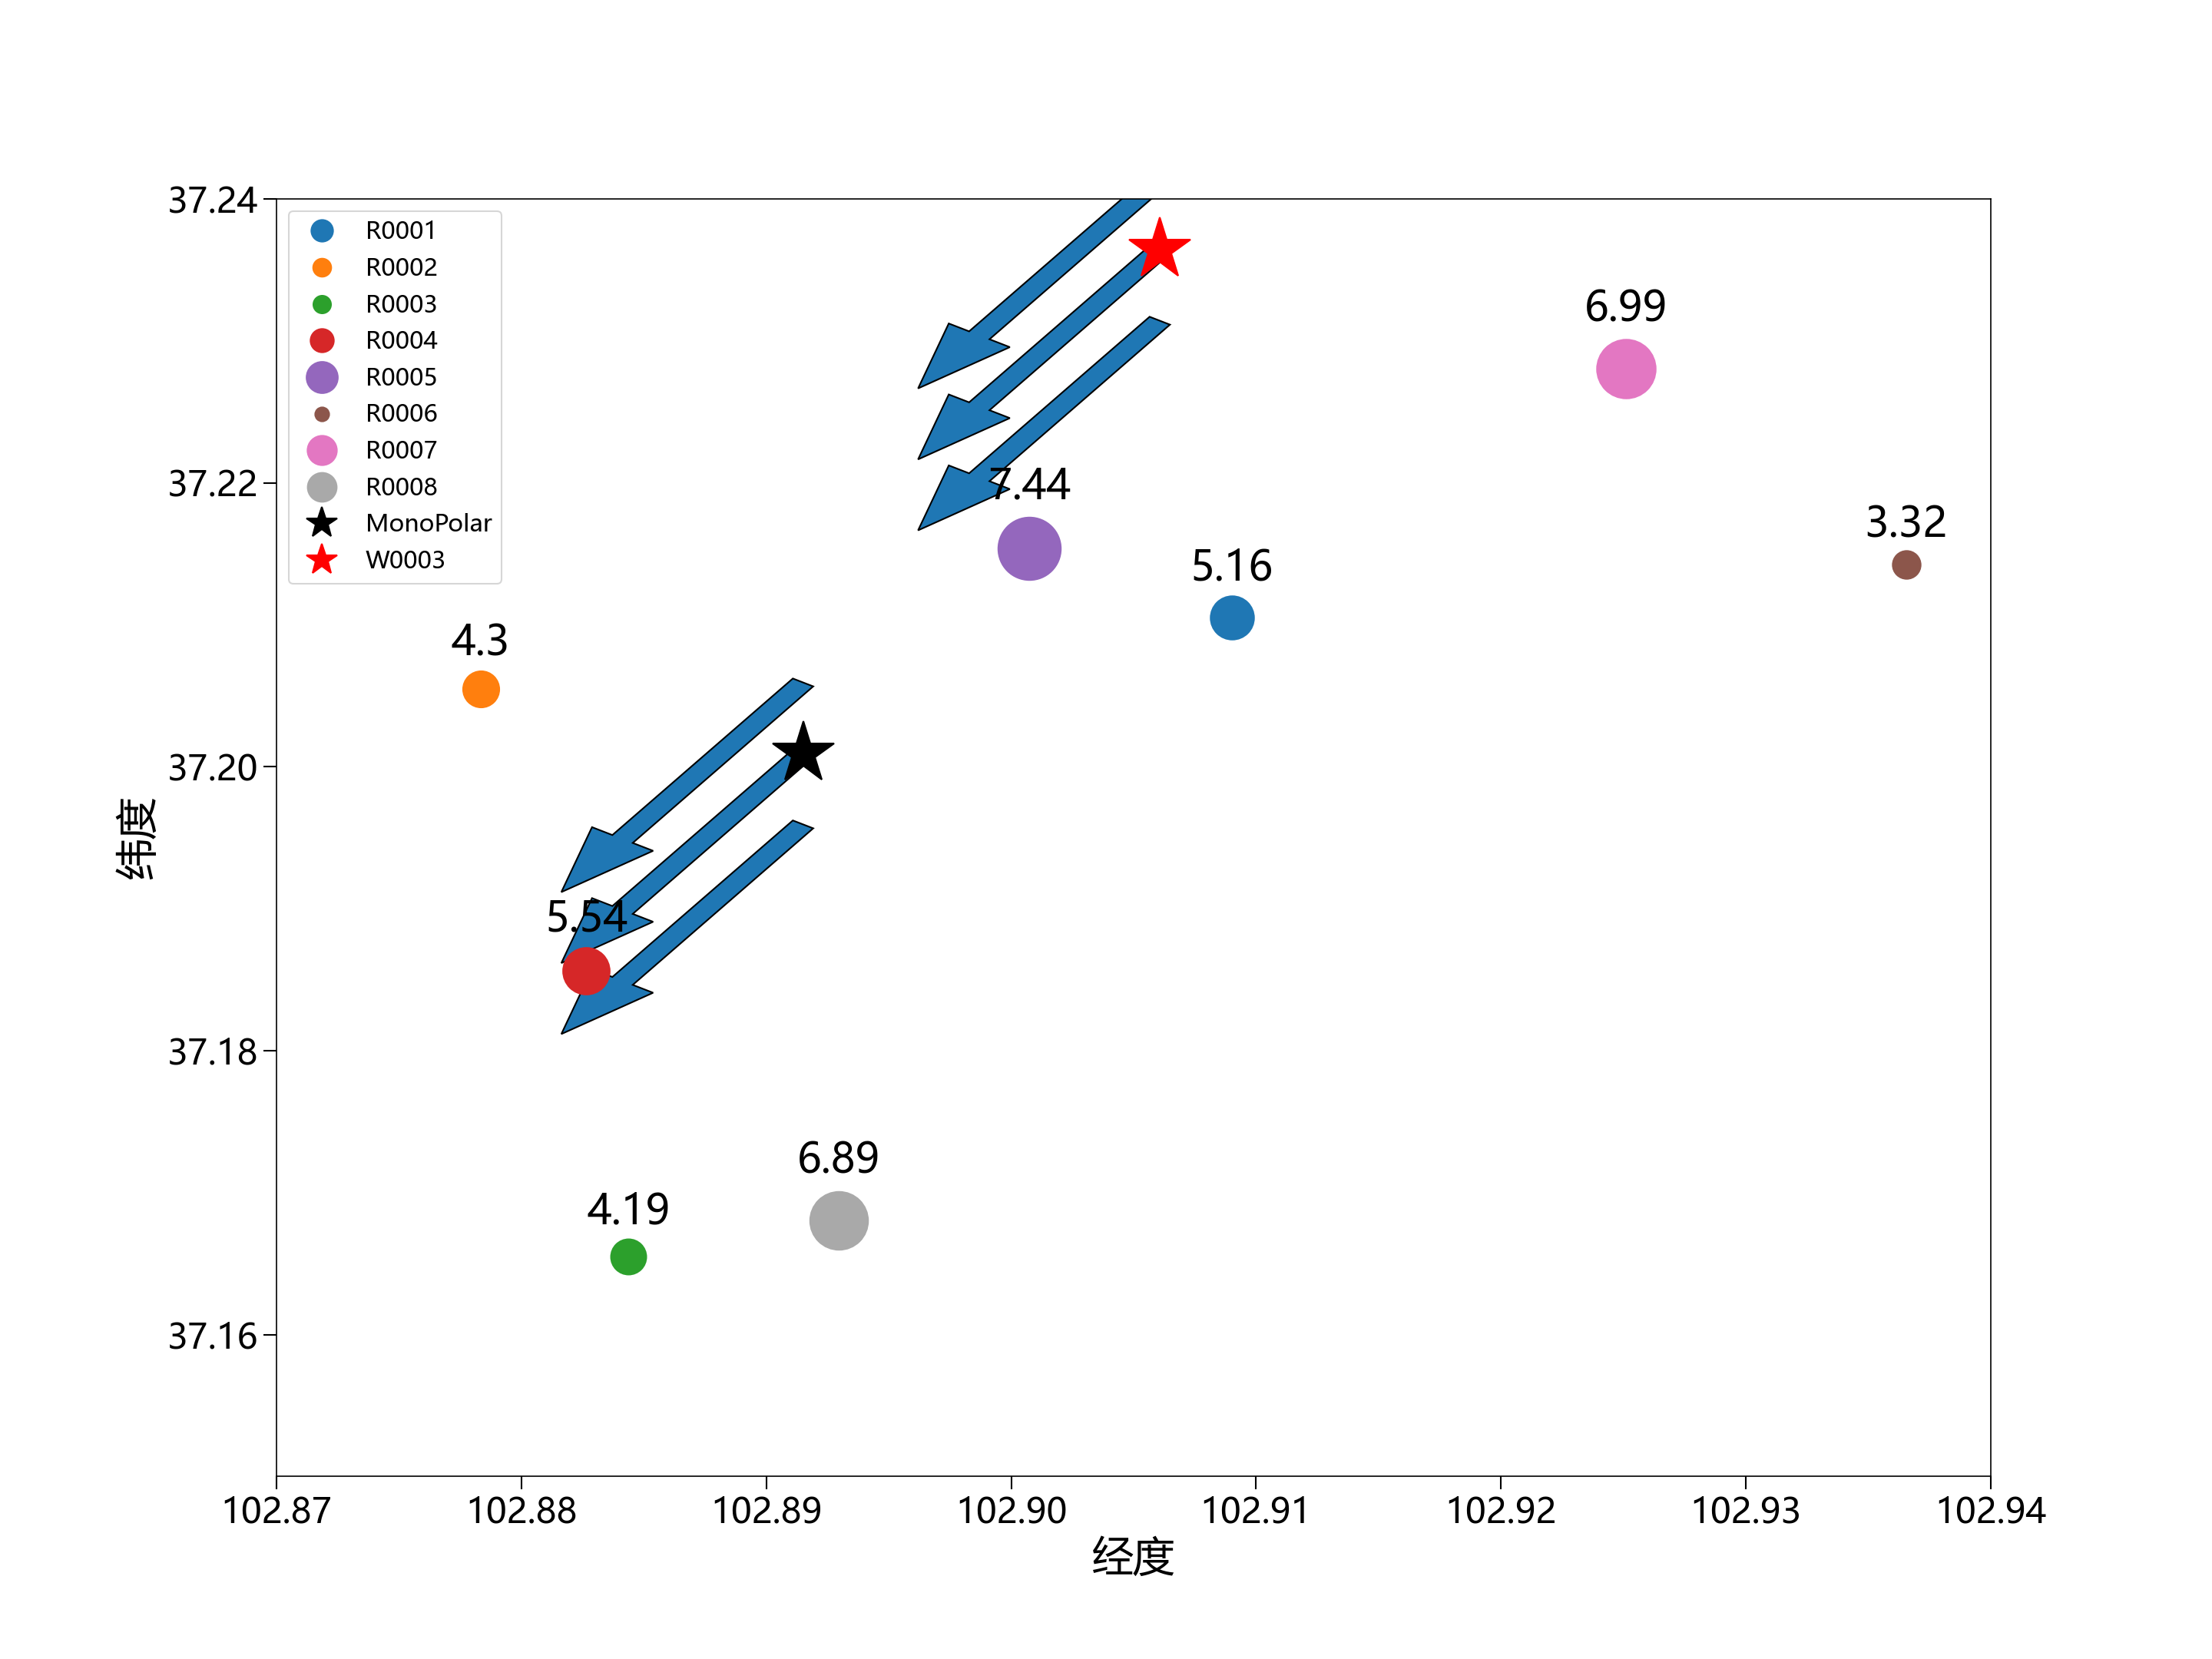 37.24
37.22
37.20
37.18
37.16
纬度
R0001
R0002
R0003
R0004
R0005
R0006
R0007
R0008
MonoPolar
W0003
6.99
7.44
3.32
5.16
4.3
5.54
6.89
4.19
102.87 102.88 102.89 102.90 102.91 102.92 102.93 102.94
经度